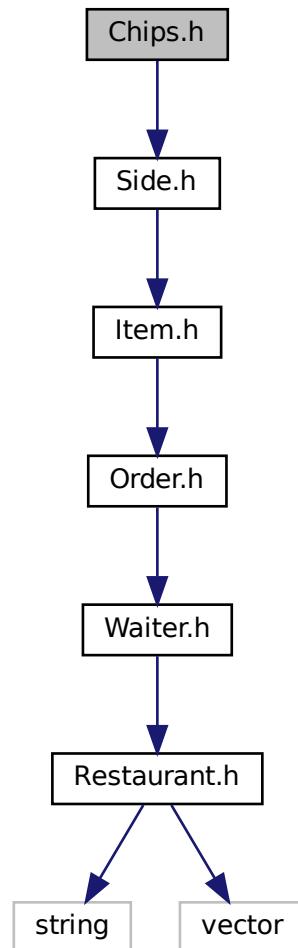 Chips.h
Side.h
Item.h
Order.h
Waiter.h
Restaurant.h
string
vector